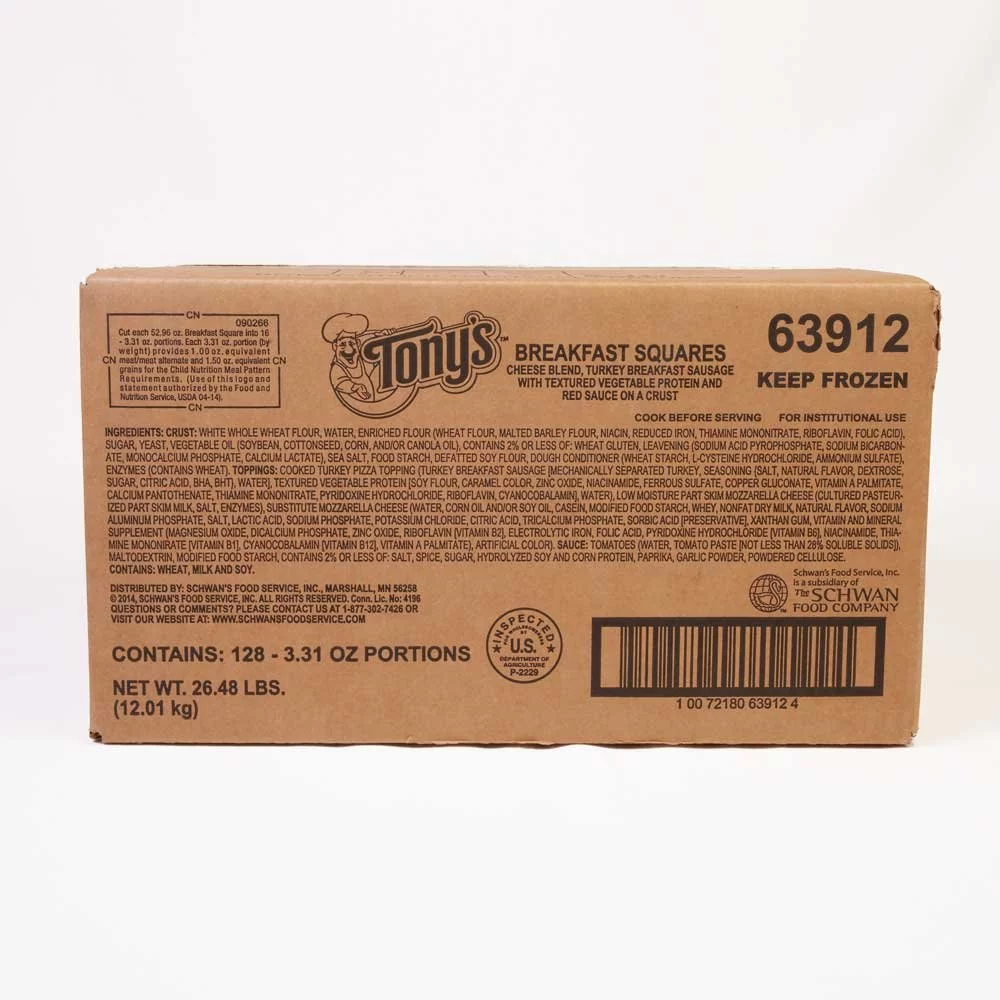 CN
090266
Cut each 52.96 oz. Breakfast Square into 16
- 3.31 oz. portions. Each 3.31 oz. portion (by
weight) provides 1.00 oz. equivalent
CN meat/meat alternate and 1.50 oz. equivalent CN
grains for the Child Nutrition Meal Pattern
Requirements. (Use of this logo and
statement authorized by the Food and
Nutrition Service, USDA 04-14).
CN
Tony's™
BREAKFAST SQUARES
CHEESE BLEND, TURKEY BREAKFAST SAUSAGE
WITH TEXTURED VEGETABLE PROTEIN AND
RED SAUCE ON A CRUST
63912
KEEP FROZEN
COOK BEFORE SERVING FOR INSTITUTIONAL USE
INGREDIENTS: CRUST: WHITE WHOLE WHEAT FLOUR, WATER, ENRICHED FLOUR (WHEAT FLOUR, MALTED BARLEY FLOUR, NIACIN, REDUCED IRON, THIAMINE MONONITRATE, RIBOFLAVIN, FOLIC ACID),
SUGAR, YEAST, VEGETABLE OIL (SOYBEAN, COTTONSEED, CORN, AND/OR CANOLA OIL), CONTAINS 2% OR LESS OF: WHEAT GLUTEN, LEAVENING (SODIUM ACID PYROPHOSPHATE, SODIUM BICARBON-
ATE, MONOCALCIUM PHOSPHATE, CALCIUM LACTATE), SEA SALT, FOOD STARCH, DEFATTED SOY FLOUR, DOUGH CONDITIONER (WHEAT STARCH, L-CYSTEINE HYDROCHLORIDE, AMMONIUM SULFATE),
ENZYMES (CONTAINS WHEAT). TOPPINGS: COOKED TURKEY PIZZA TOPPING (TURKEY BREAKFAST SAUSAGE [MECHANICALLY SEPARATED TURKEY, SEASONING (SALT, NATURAL FLAVOR, DEXTROSE,
SUGAR, CITRIC ACID, BHA, BHT), WATER], TEXTURED VEGETABLE PROTEIN [SOY FLOUR, CARAMEL COLOR, ZINC OXIDE, NIACINAMIDE, FERROUS SULFATE, COPPER GLUCONATE, VITAMIN A PALMITATE,
CALCIUM PANTOTHENATE, THIAMINE MONONITRATE, PYRIDOXINE HYDROCHLORIDE, RIBOFLAVIN, CYANOCOBALAMIN], WATER), LOW MOISTURE PART SKIM MOZZARELLA CHEESE (CULTURED PASTEUR-
IZED PART SKIM MILK, SALT, ENZYMES), SUBSTITUTE MOZZARELLA CHEESE (WATER, CORN OIL AND/OR SOY OIL, CASEIN, MODIFIED FOOD STARCH, WHEY, NONFAT DRY MILK, NATURAL FLAVOR, SODIUM
ALUMINUM PHOSPHATE, SALT, LACTIC ACID, SODIUM PHOSPHATE, POTASSIUM CHLORIDE, CITRIC ACID, TRICALCIUM PHOSPHATE, SORBIC ACID [PRESERVATIVE], XANTHAN GUM, VITAMIN AND MINERAL
SUPPLEMENT (MAGNESIUM OXIDE, DICALCIUM PHOSPHATE, ZINC OXIDE, RIBOFLAVIN [VITAMIN B2], ELECTROLYTIC IRON, FOLIC ACID, PYRIDOXINE HYDROCHLORIDE [VITAMIN B6], NIACINAMIDE, THIA-
MINE MONONIRATE [VITAMIN B1], CYANOCOBALAMIN [VITAMIN B12], VITAMIN A PALMITATE), ARTIFICIAL COLOR). SAUCE: TOMATOES (WATER, TOMATO PASTE [NOT LESS THAN 28% SOLUBLE SOLIDS]),
MALTODEXTRIN, MODIFIED FOOD STARCH, CONTAINS 2% OR LESS OF: SALT, SPICE, SUGAR, HYDROLYZED SOY AND CORN PROTEIN, PAPRIKA, GARLIC POWDER, POWDERED CELLULOSE.
CONTAINS: WHEAT, MILK AND SOY.
DISTRIBUTED BY: SCHWAN'S FOOD SERVICE, INC., MARSHALL, MN 56258
© 2014, SCHWAN'S FOOD SERVICE, INC. ALL RIGHTS RESERVED. Conn. Lic. No: 4196
QUESTIONS OR COMMENTS? PLEASE CONTACT US AT 1-877-302-7426 OR
VISIT OUR WEBSITE AT: WWW.SCHWANSFOODSERVICE.COM
Schwan's Food Service, Inc.
is a subsidiary of
The SCHWAN
FOOD COMPANY
CONTAINS: 128 - 3.31 OZ PORTIONS
NET WT. 26.48 LBS.
(12.01 kg)
INSPECTED
FOR WHOLESOMENESS
BY
U.S.
DEPARTMENT OF
AGRICULTURE
P-2229
1 00 72180 63912 4